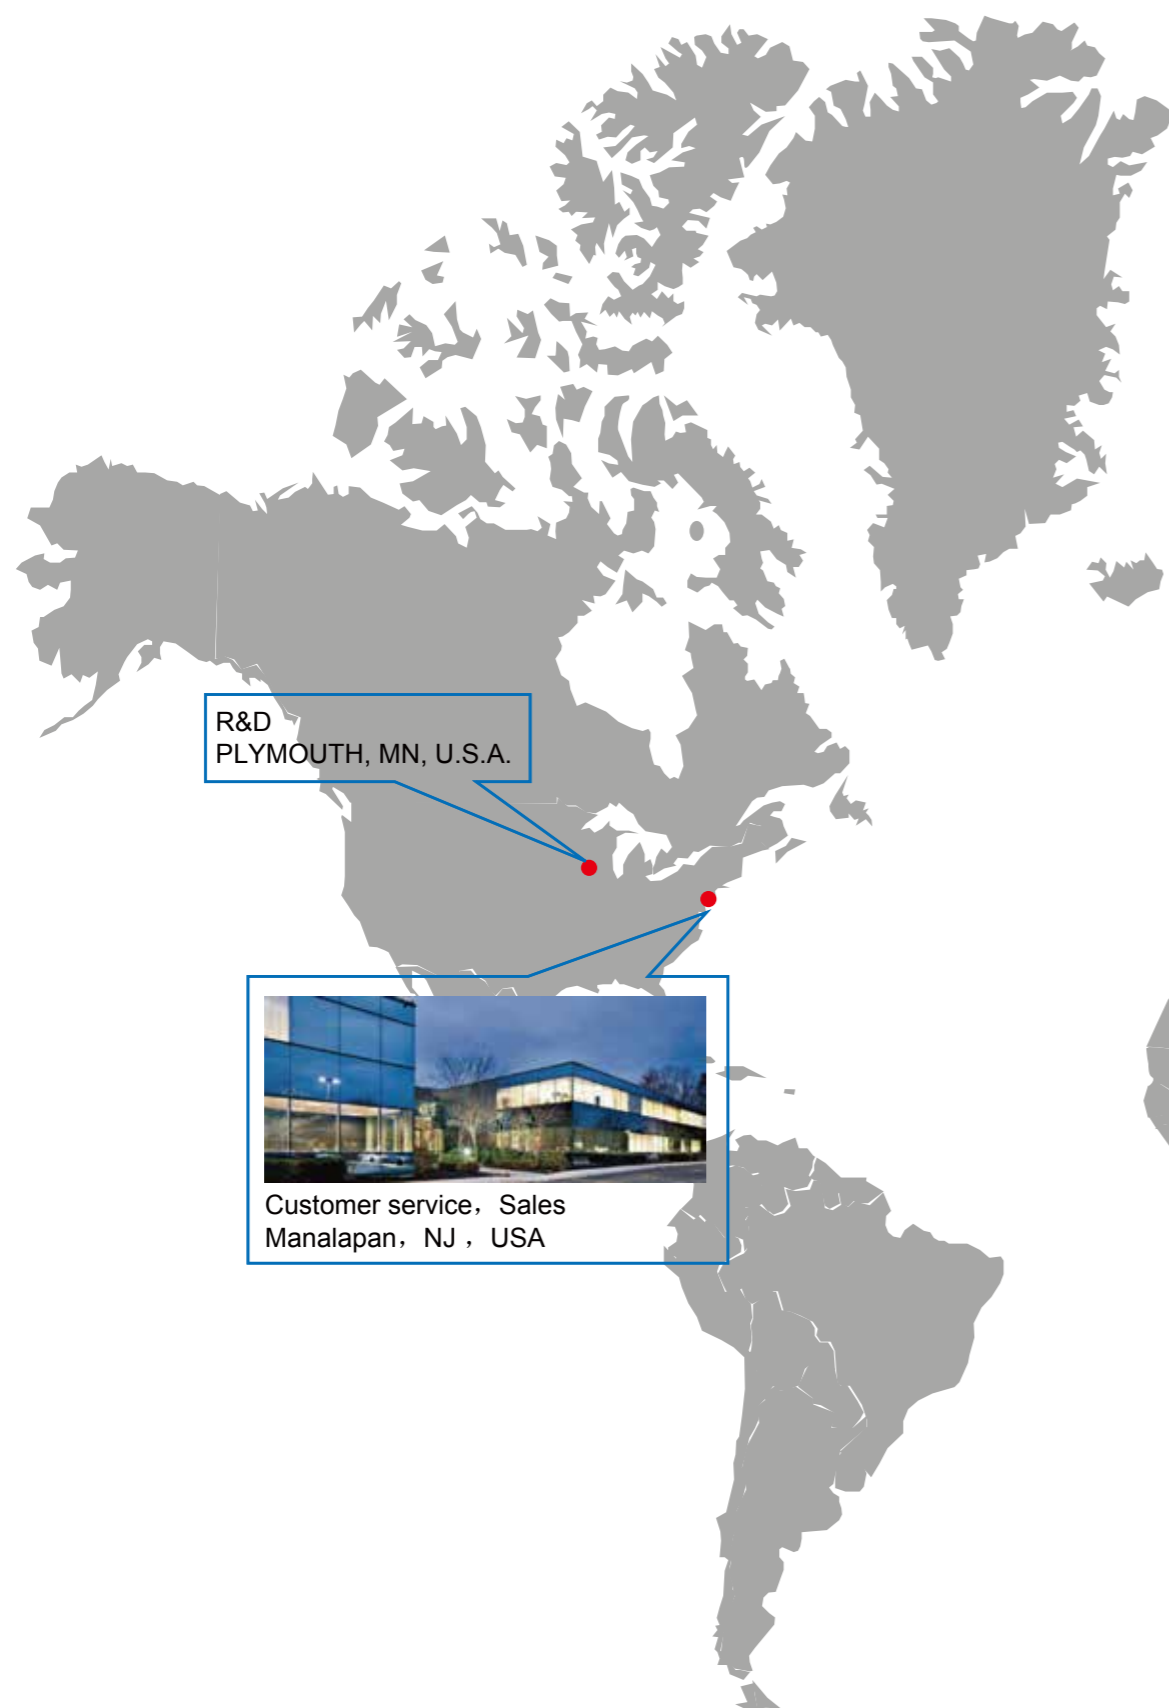 R&D
PLYMOUTH, MN, U.S.A.
Customer service，Sales
Manalapan，NJ ，USA